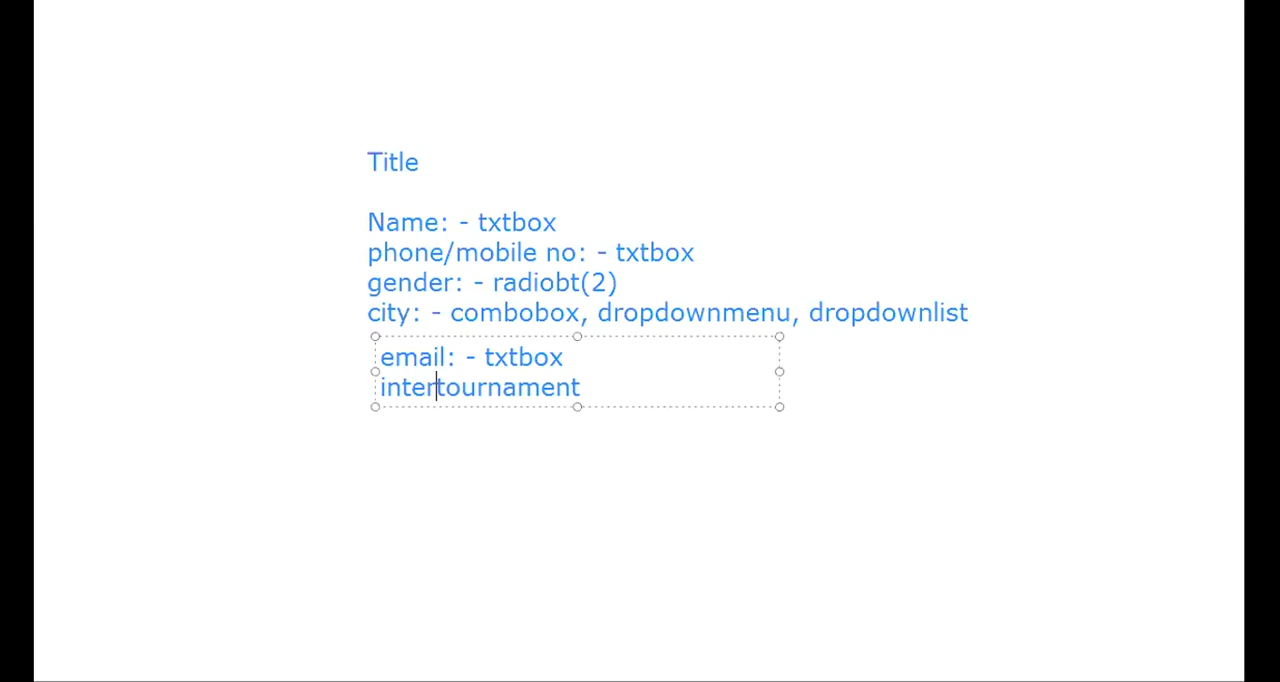 Title
Name: - txtbox
phone/mobile no: - txtbox
gender: - radiobt(2)
city: - combobox, dropdownmenu, dropdownlist
email: - txtbox
intertournament